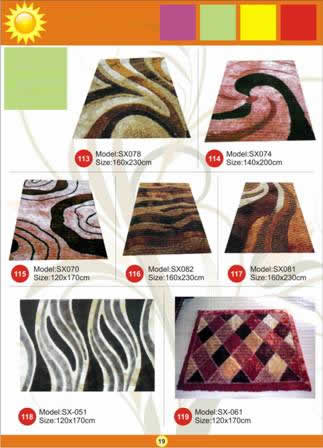 113
Model:SX078
Size:160x230cm
114
Model:SX074
Size:140x200cm
115
Model:SX070
Size:120x170cm
116
Model:SX082
Size:160x230cm
117
Model:SX081
Size:160x230cm
118
Model:SX-051
Size:120x170cm
119
Model:SX-061
Size:120x170cm
19